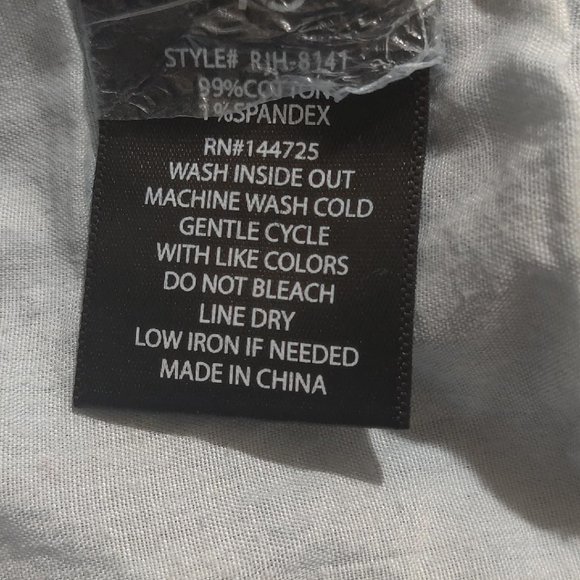 STYLE# RJH-8141
99%COTTON
1%SPANDEX
RN#144725
WASH INSIDE OUT
MACHINE WASH COLD
GENTLE CYCLE
WITH LIKE COLORS
DO NOT BLEACH
LINE DRY
LOW IRON IF NEEDED
MADE IN CHINA